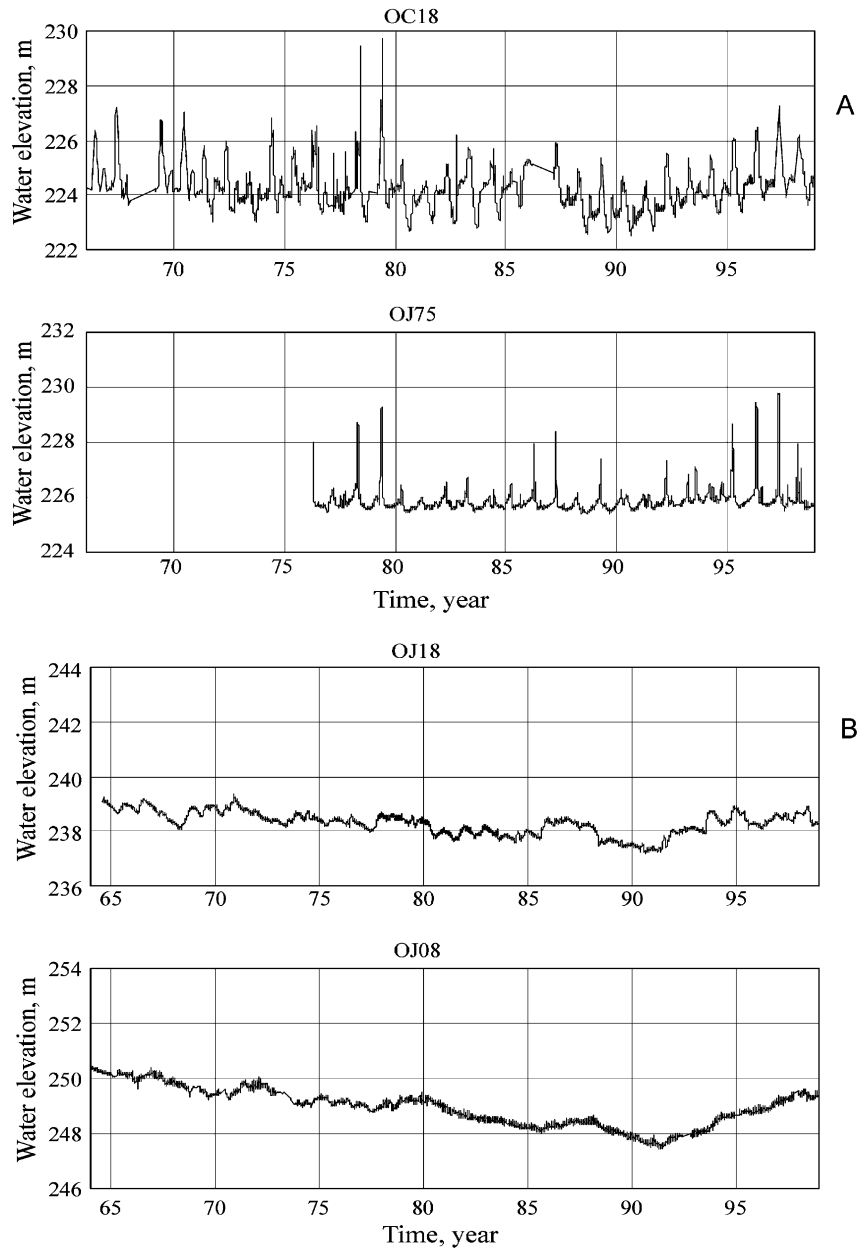 OC18
230
228
226
224
222
Water elevation, m
A
70 75 80 85 90 95
OJ75
232
230
228
226
224
Water elevation, m
70 75 80 85 90 95
Time, year
OJ18
244
242
240
238
236
Water elevation, m
B
65 70 75 80 85 90 95
OJ08
254
252
250
248
246
Water elevation, m
65 70 75 80 85 90 95
Time, year